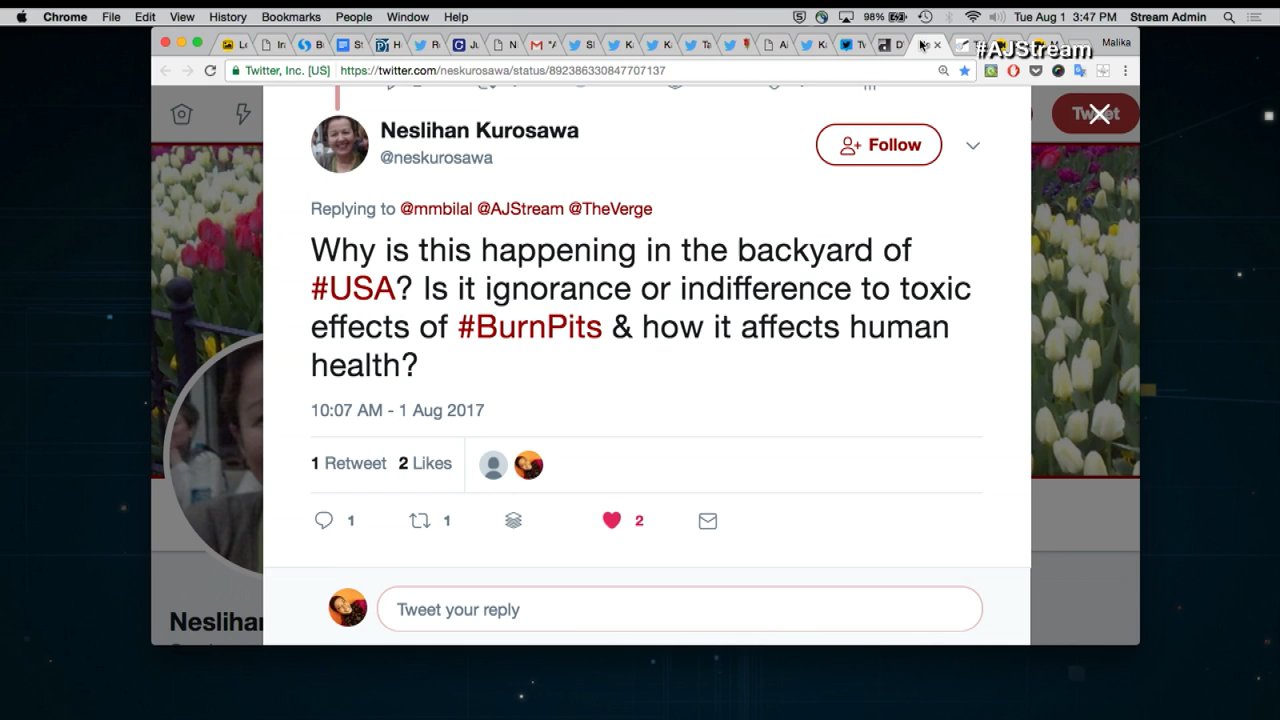 Chrome File Edit View History Bookmarks People Window Help 98% Tue Aug 1 3:47 PM Stream Admin
#AJStream
Malika
Twitter, Inc. [US] https://twitter.com/neskurosawa/status/892386330847707137
Tweet
Neslihan Kurosawa
@neskurosawa
Follow
Replying to @mmbilal @AJStream @TheVerge
Why is this happening in the backyard of
#USA? Is it ignorance or indifference to toxic
effects of #BurnPits & how it affects human
health?
10:07 AM - 1 Aug 2017
1 Retweet 2 Likes
1 1 2
Tweet your reply
Neslihan